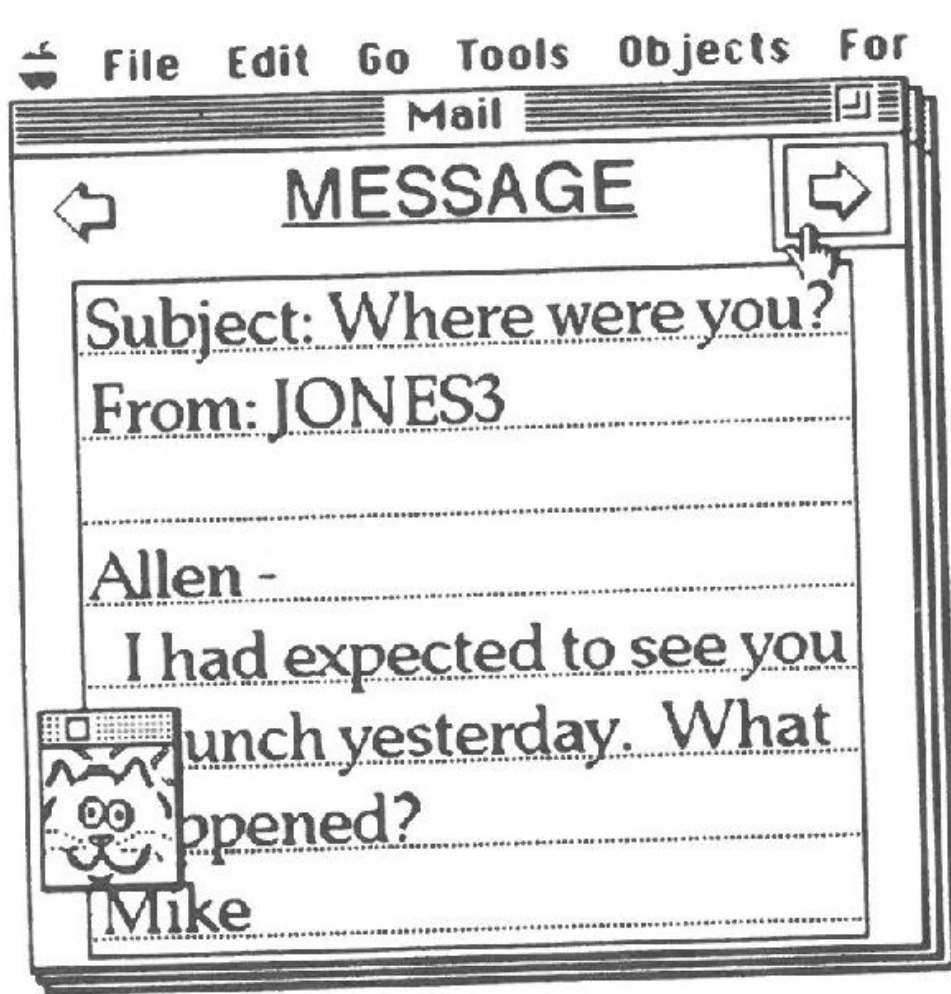 File Edit Go Tools Objects For
Mail
MESSAGE
Subject: Where were you?
From: JONES3
Allen -
I had expected to see you
unch yesterday. What
ppened?
Mike